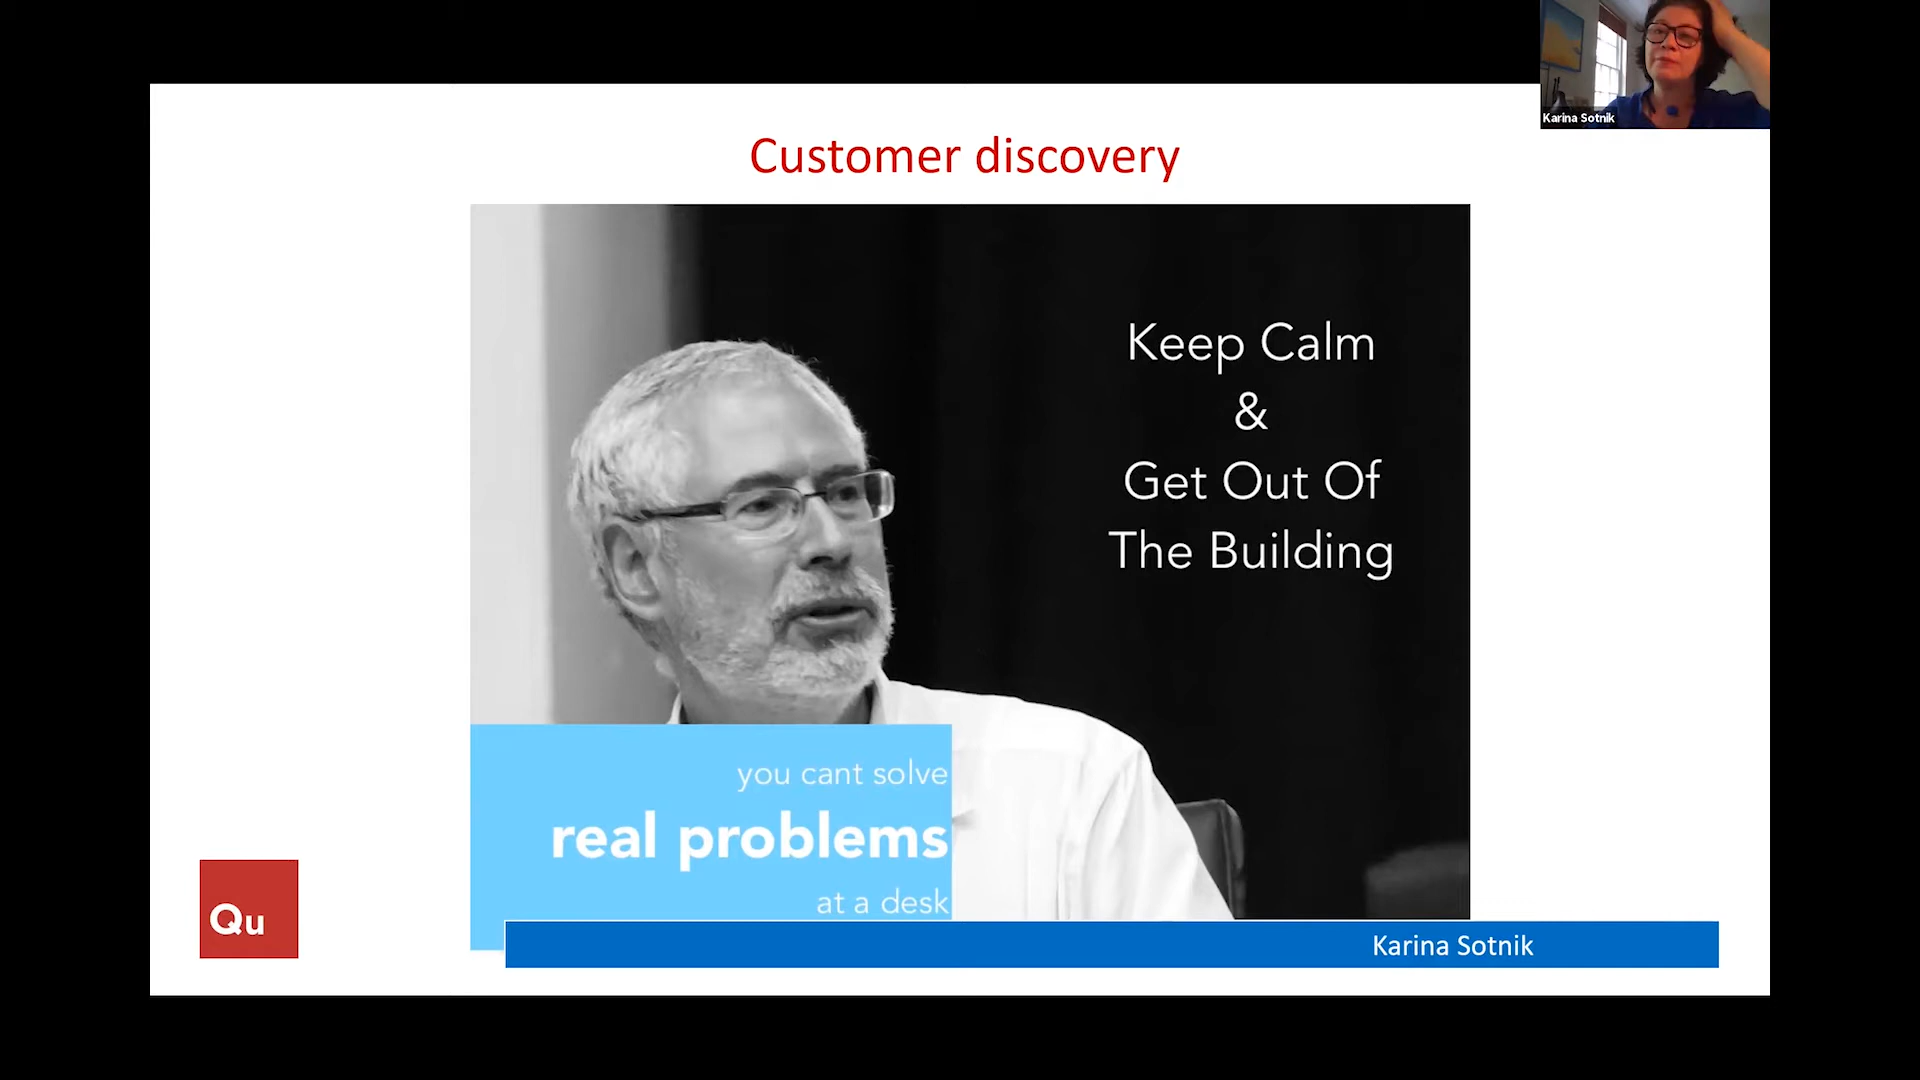 Karina Sotnik
Customer discovery
Keep Calm
&
Get Out Of
The Building
you cant solve
real problems
at a desk
Qu
Karina Sotnik